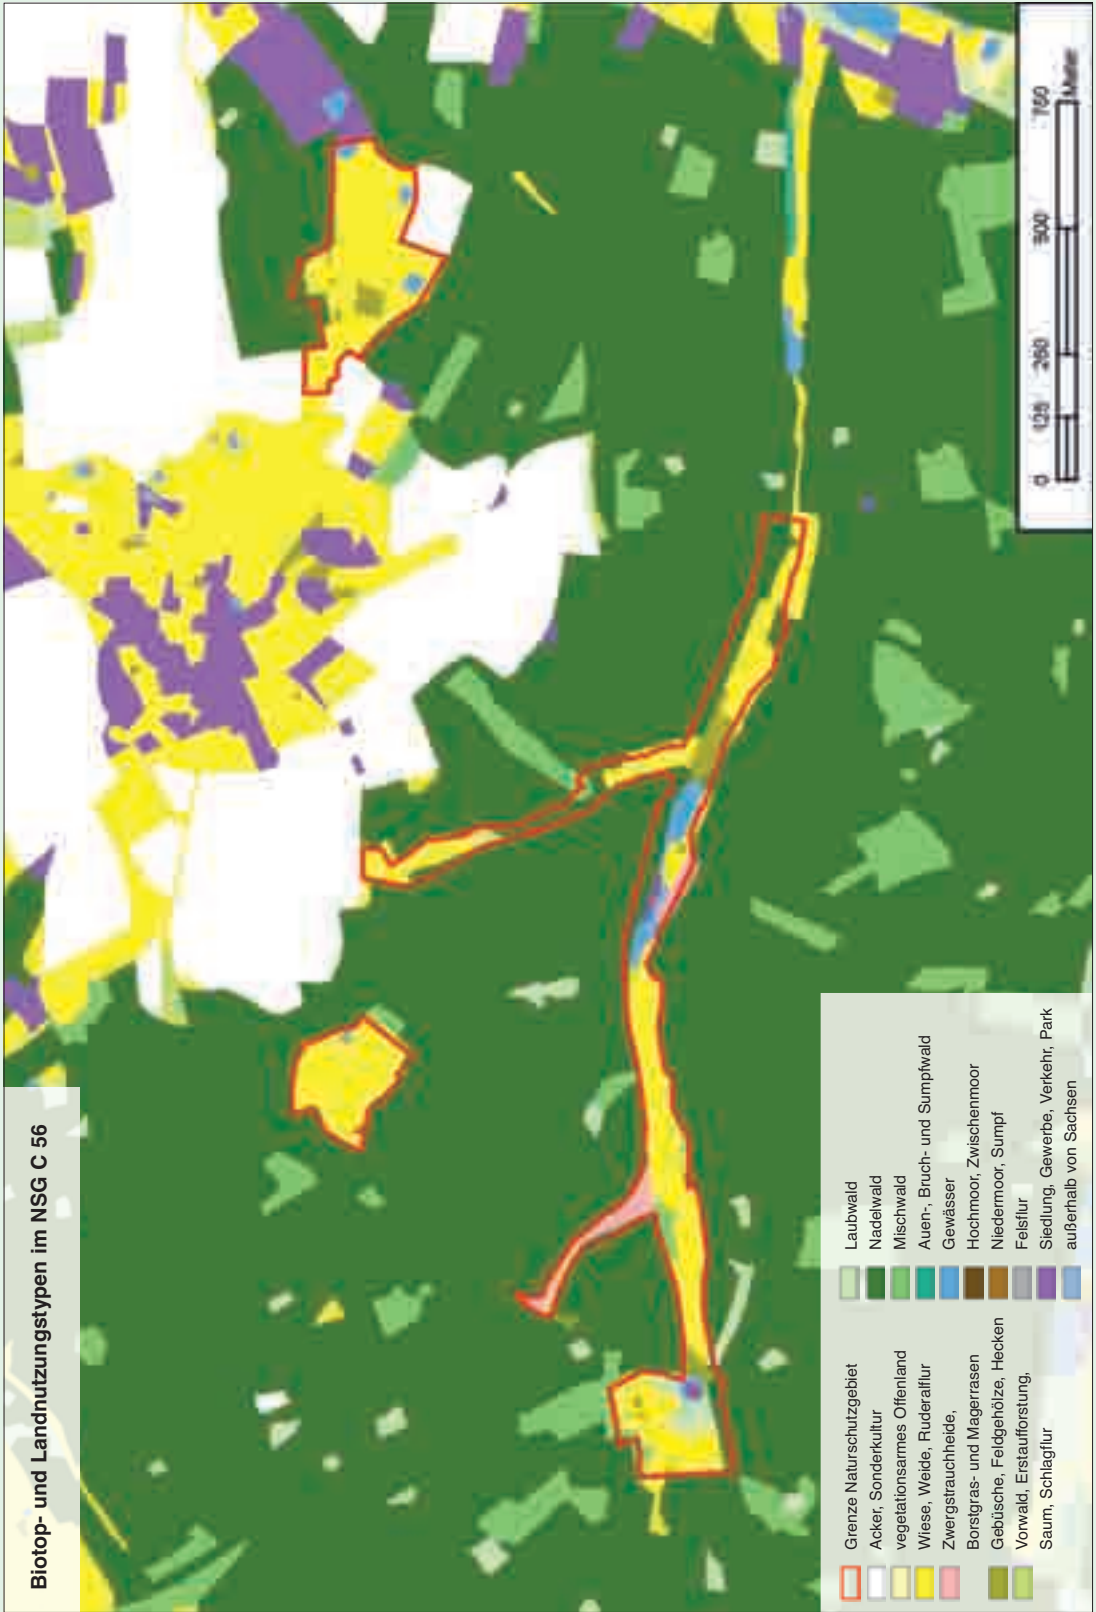 Biotop- und Landnutzungstypen im NSG C 56
Grenze Naturschutzgebiet
Acker, Sonderkultur
vegetationsarmes Offenland
Wiese, Weide, Ruderalflur
Zwergstrauchheide,
Borstgras- und Magerrasen
Gebüsche, Feldgehölze, Hecken
Vorwald, Erstaufforstung,
Saum, Schlagflur
Laubwald
Nadelwald
Mischwald
Auen-, Bruch- und Sumpfwald
Gewässer
Hochmoor, Zwischenmoor
Niedermoor, Sumpf
Felsflur
Siedlung, Gewerbe, Verkehr, Park
außerhalb von Sachsen
0 125 250 500 750
Meter